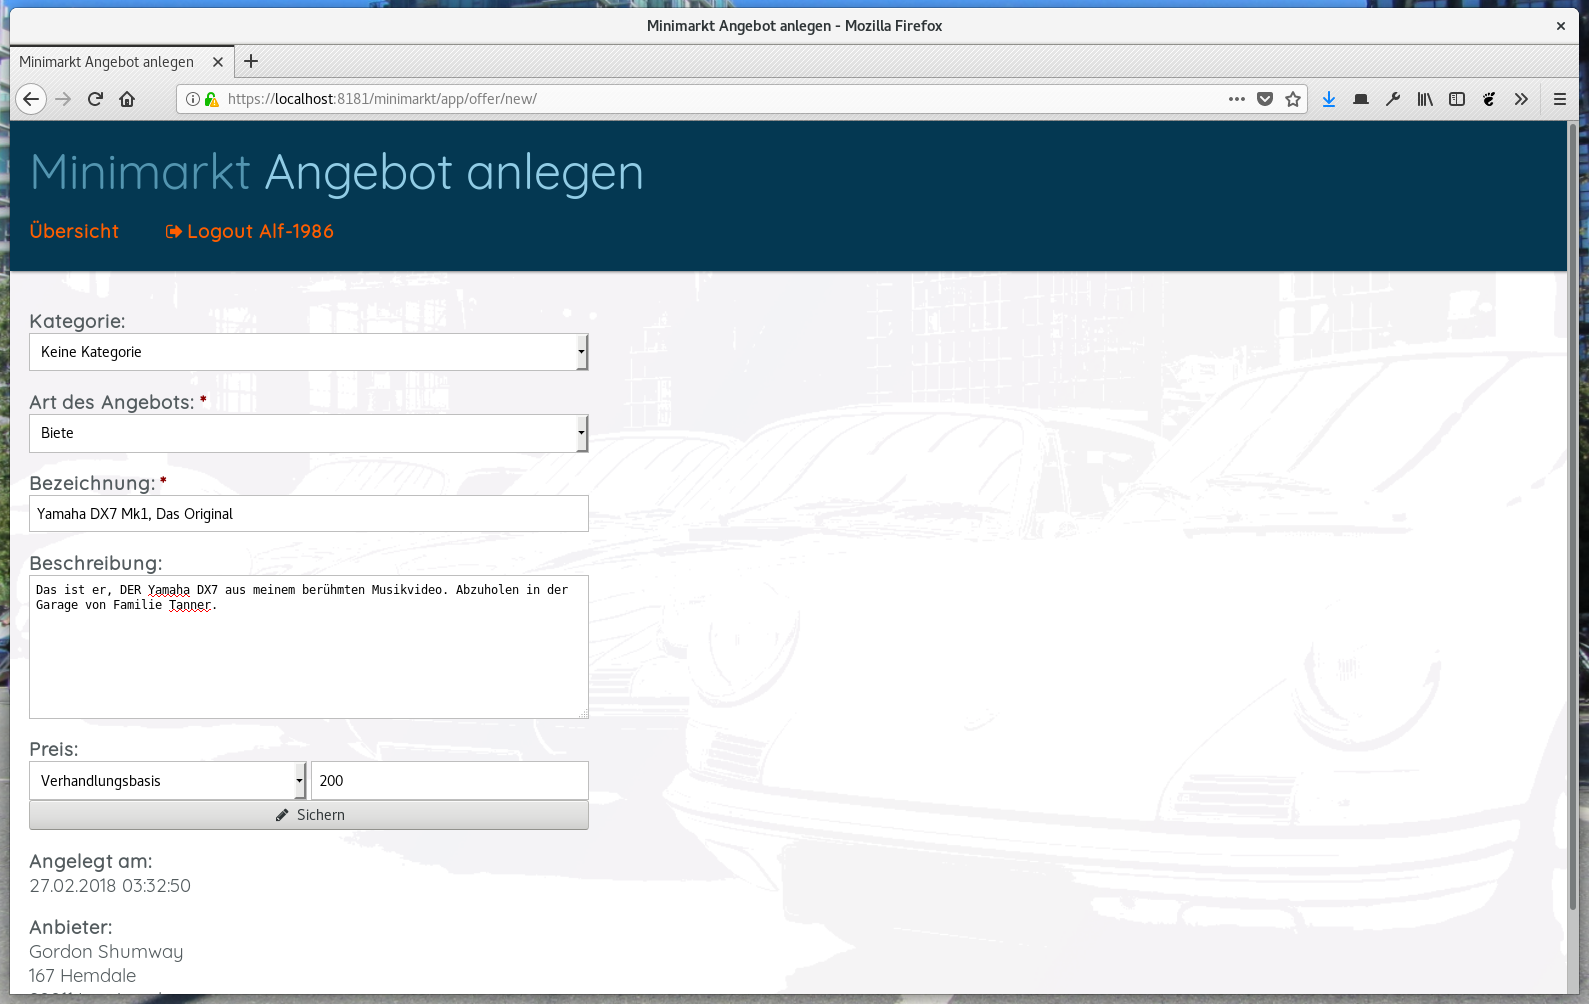 Minimarkt Angebot anlegen - Mozilla Firefox
Minimarkt Angebot anlegen
https://localhost:8181/minimarkt/app/offer/new/
Minimarkt Angebot anlegen
Übersicht Logout Alf-1986
Kategorie:
Keine Kategorie
Art des Angebots: *
Biete
Bezeichnung: *
Yamaha DX7 Mk1, Das Original
Beschreibung:
Das ist er, DER Yamaha DX7 aus meinem berühmten Musikvideo. Abzuholen in der
Garage von Familie Tanner.
Preis:
Verhandlungsbasis 200
Sichern
Angelegt am:
27.02.2018 03:32:50
Anbieter:
Gordon Shumway
167 Hemdale